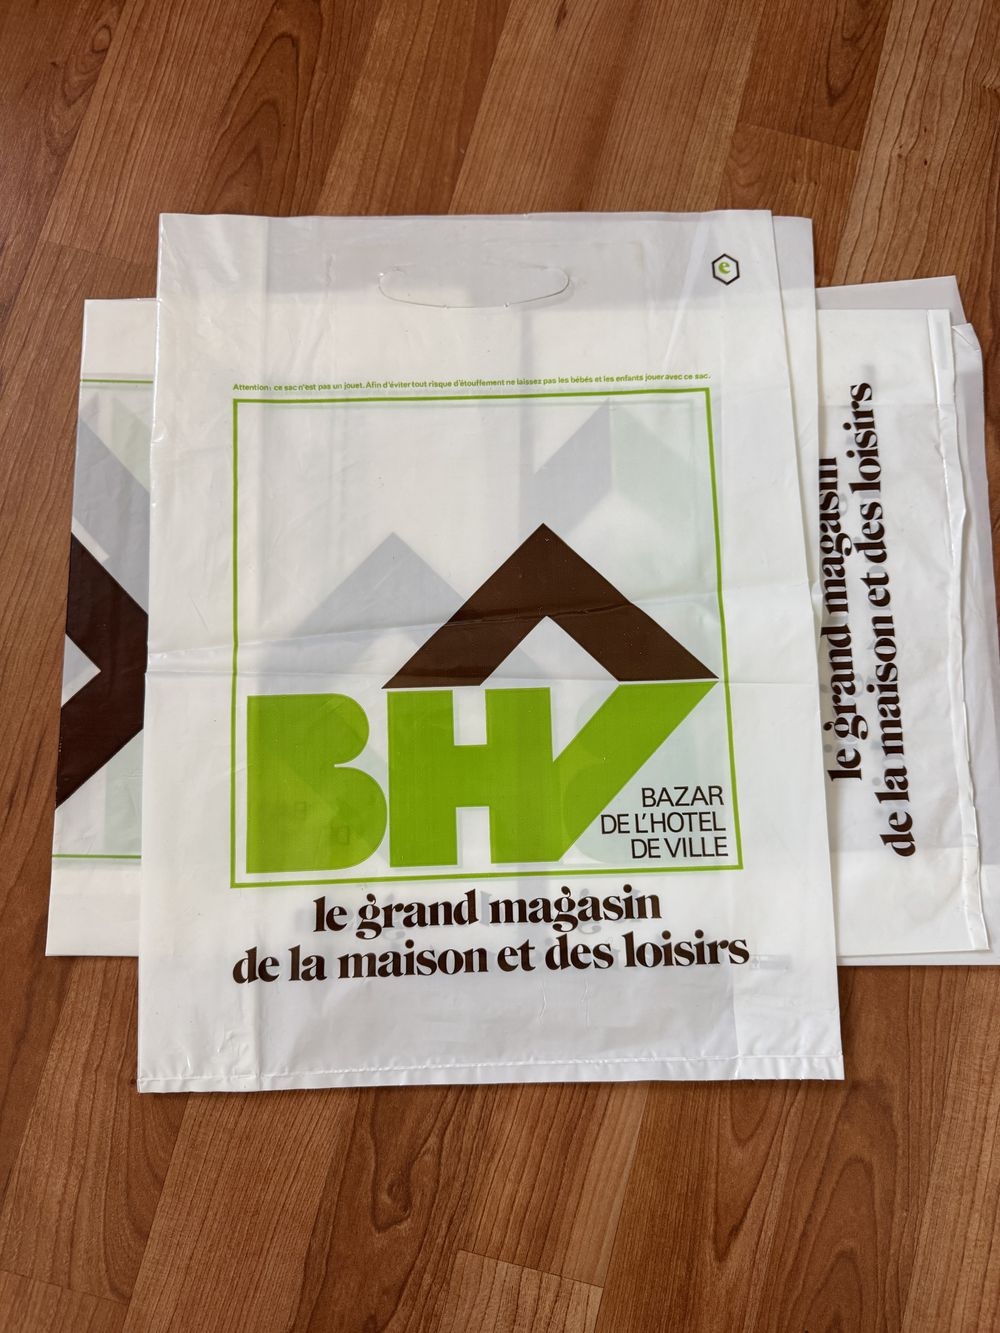 e
Attention: ce sac n'est pas un jouet. Afin d'éviter tout risque d'étouffement ne laissez pas les bébés et les enfants jouer avec ce sac.
BHV
BAZAR
DE L'HOTEL
DE VILLE
le grand magasin
de la maison et des loisirs
le grand magasin
de la maison et des loisirs